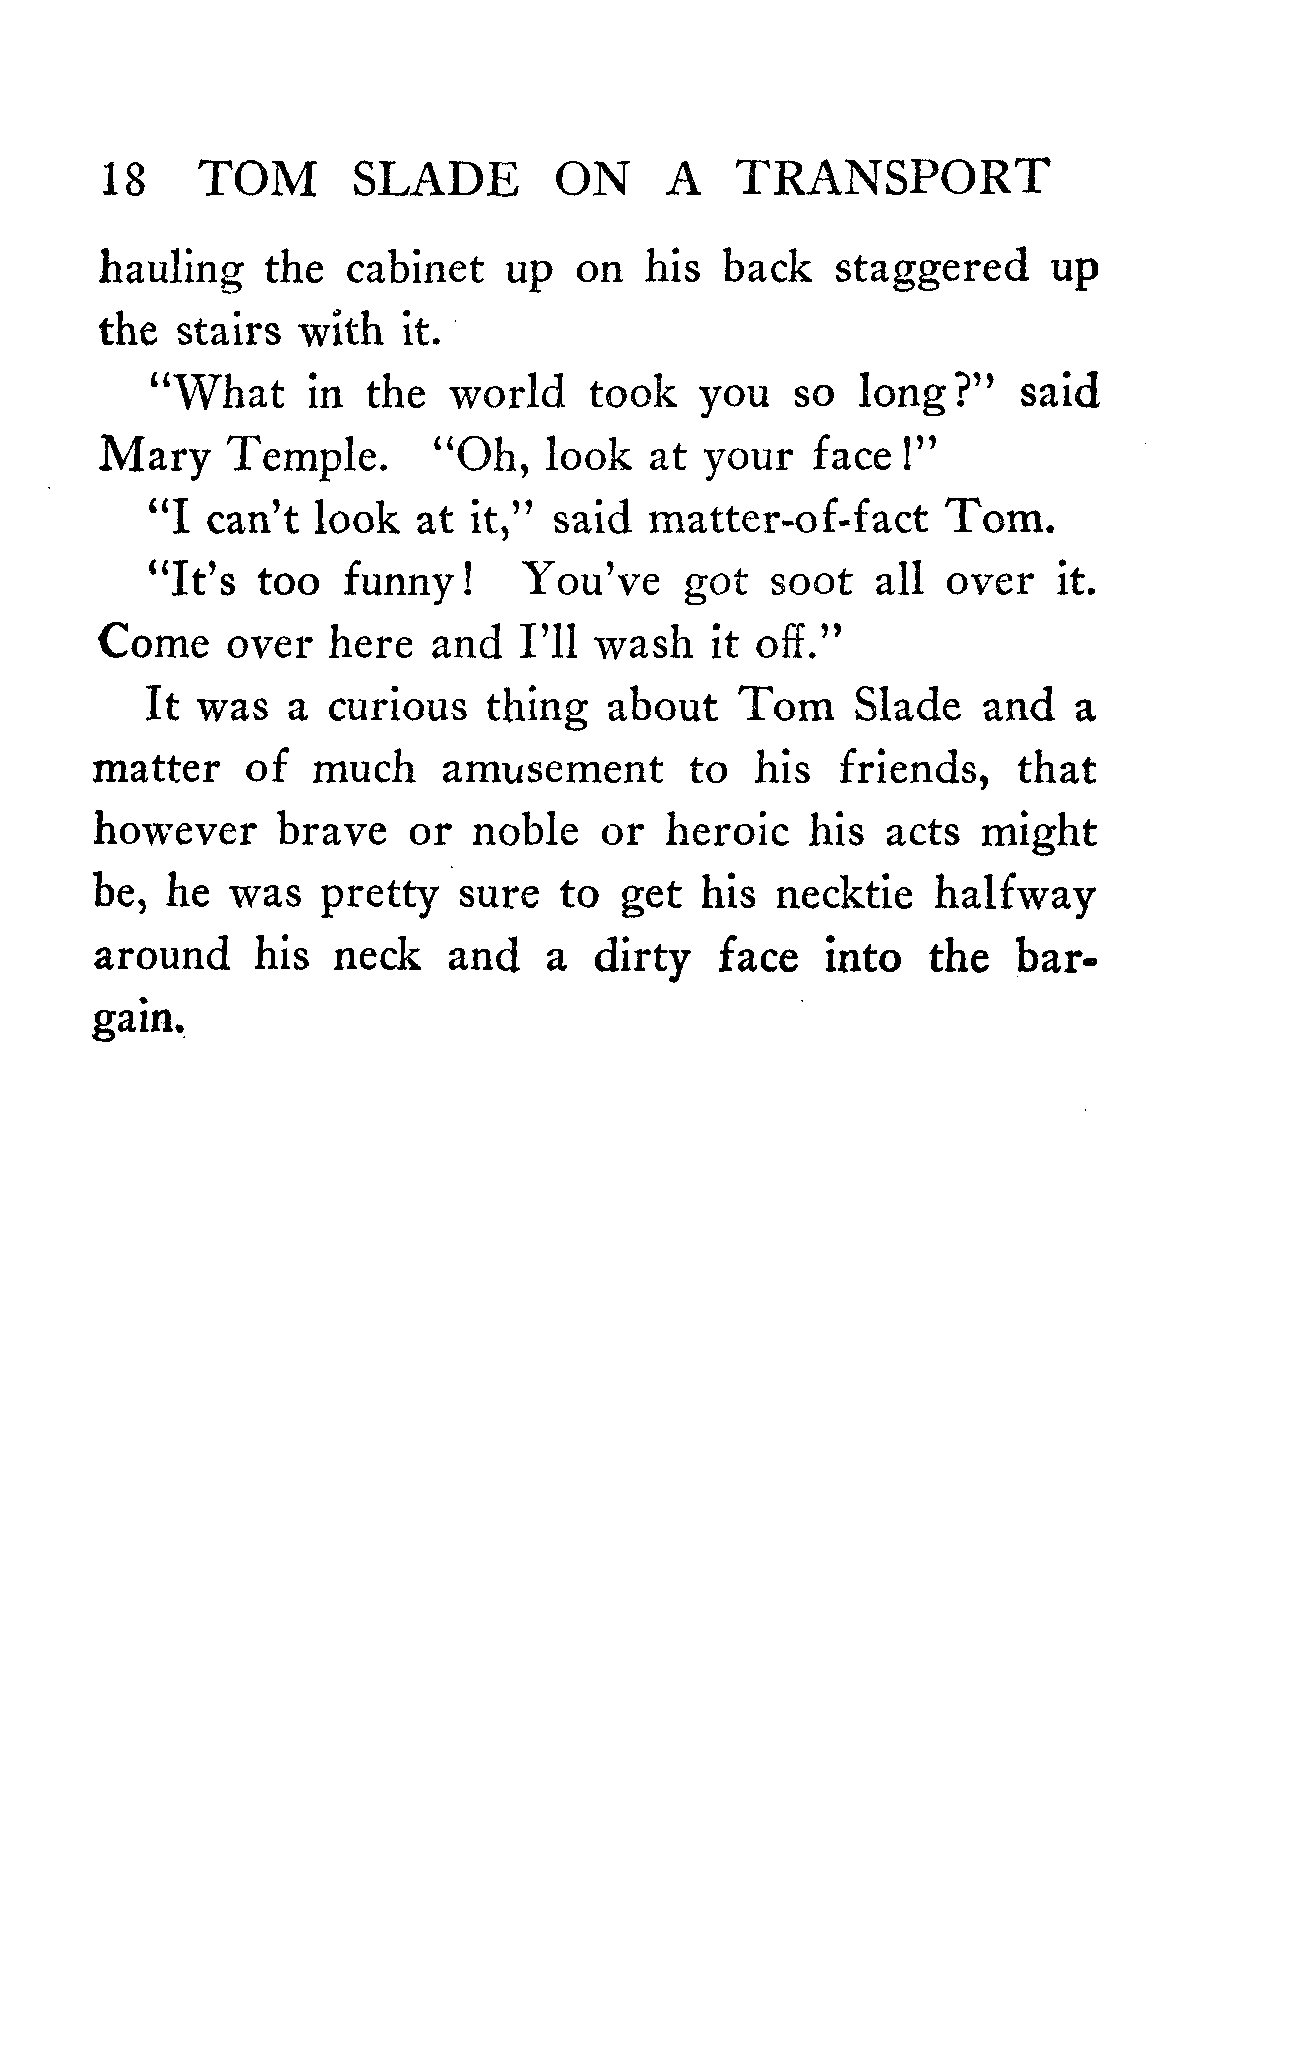 18 TOM SLADE ON A TRANSPORT
hauling the cabinet up on his back staggered up
the stairs with it.
"What in the world took you so long?" said
Mary Temple. "Oh, look at your face!"
"I can't look at it," said matter-of-fact Tom.
"It's too funny! You've got soot all over it.
Come over here and I'll wash it off."
It was a curious thing about Tom Slade and a
matter of much amusement to his friends, that
however brave or noble or heroic his acts might
be, he was pretty sure to get his necktie halfway
around his neck and a dirty face into the bar-
gain.